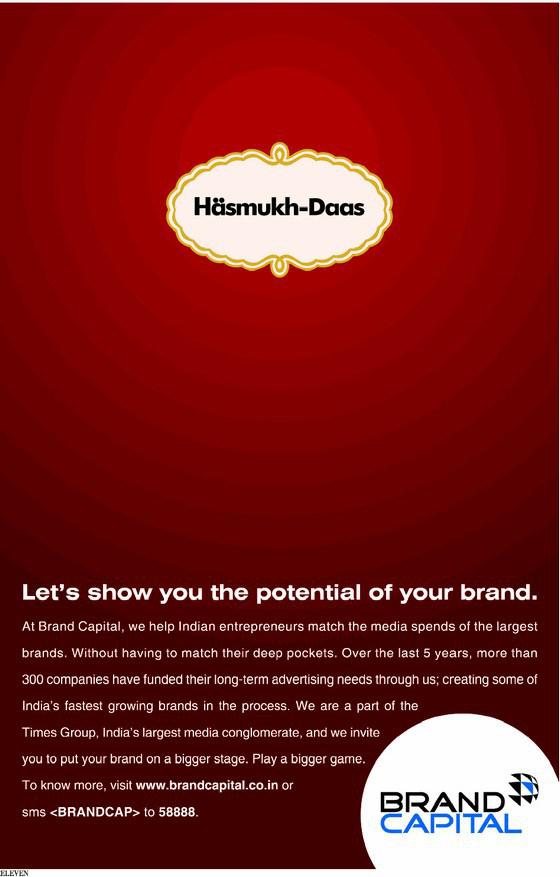 Häsmukh-Daas
Let's show you the potential of your brand.
At Brand Capital, we help Indian entrepreneurs match the media spends of the largest
brands. Without having to match their deep pockets. Over the last 5 years, more than
300 companies have funded their long-term advertising needs through us; creating some of
India's fastest growing brands in the process. We are a part of the
Times Group, India's largest media conglomerate, and we invite
you to put your brand on a bigger stage. Play a bigger game.
To know more, visit www.brandcapital.co.in or
sms <BRANDCAP> to 58888.
BRAND
CAPITAL
ELEVEN